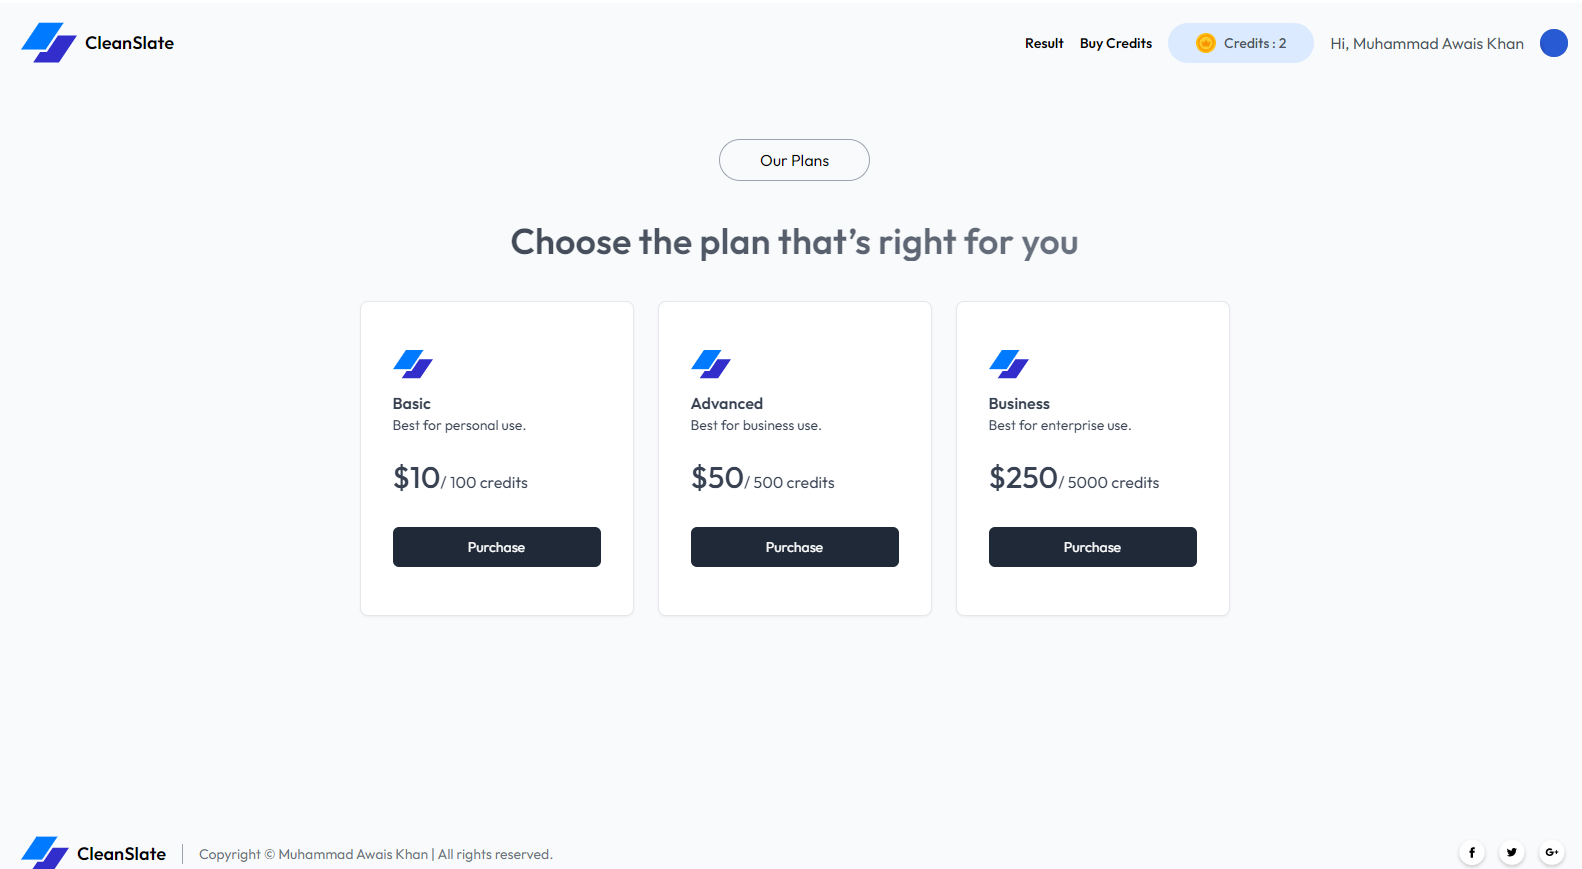 CleanSlate
Result
Buy Credits
Credits : 2
Hi, Muhammad Awais Khan
Our Plans
Choose the plan that’s right for you
Basic
Best for personal use.
$10/ 100 credits
Purchase
Advanced
Best for business use.
$50/ 500 credits
Purchase
Business
Best for enterprise use.
$250/ 5000 credits
Purchase
CleanSlate
Copyright © Muhammad Awais Khan | All rights reserved.